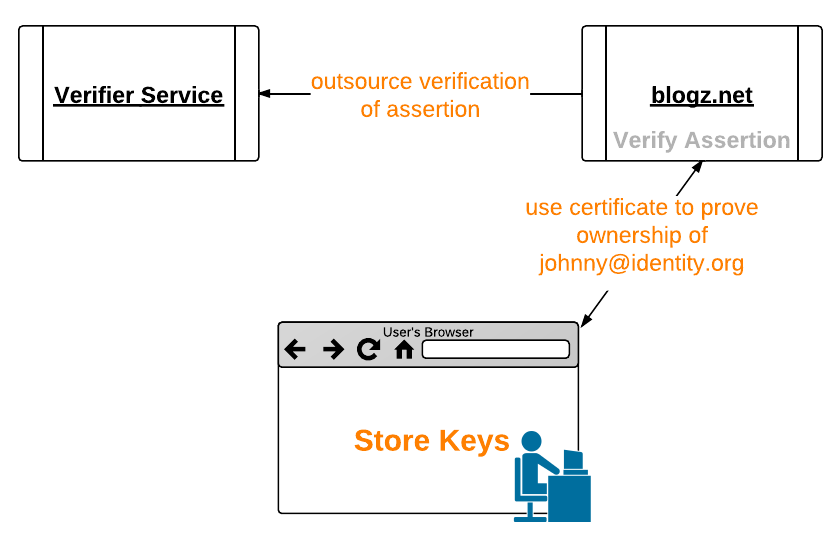 Verifier Service
outsource verification
of assertion
blogz.net
Verify Assertion
use certificate to prove
ownership of
johnny@identity.org
User's Browser
Store Keys